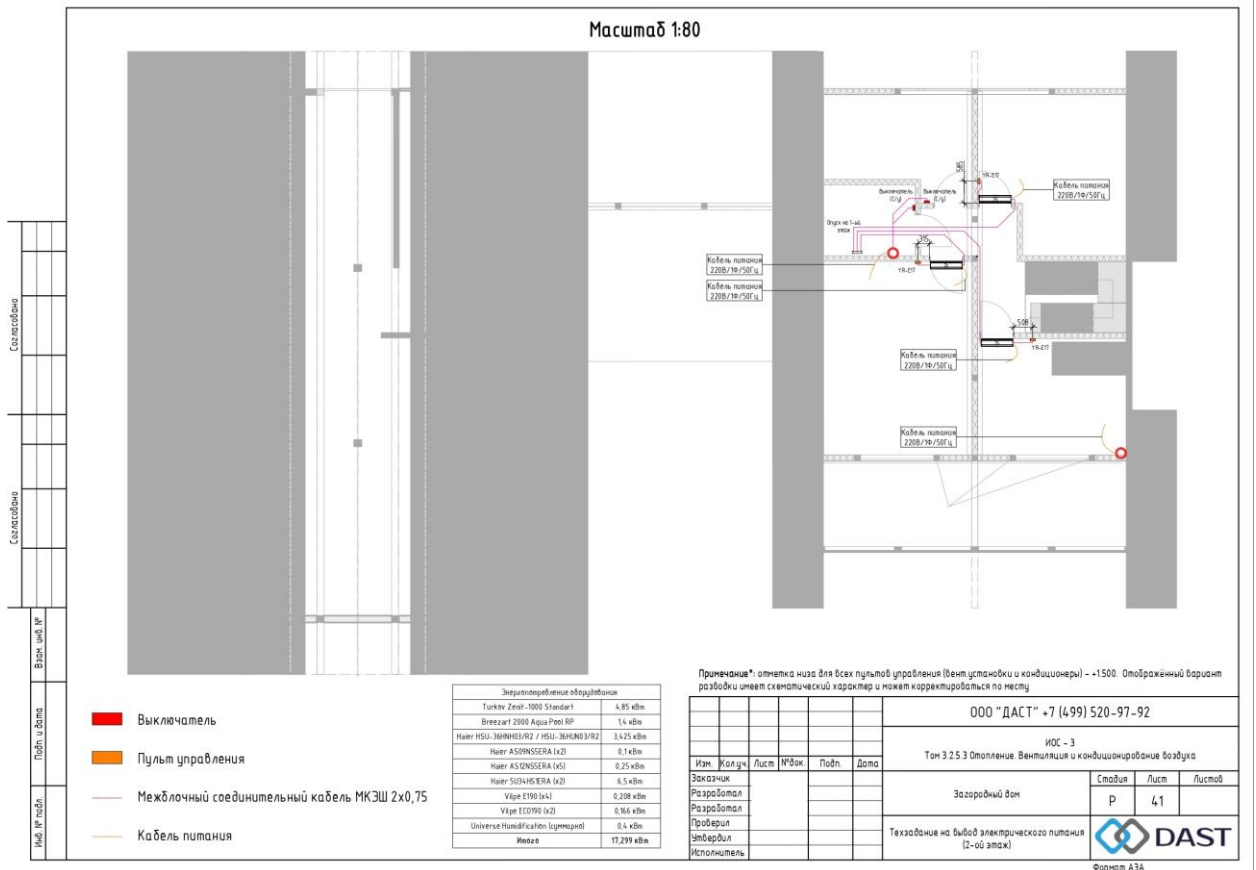 Масштаб 1:80
585
YR-E17
Выключатель
(С/у)
Выключатель
(С/у)
Кабель питания
220В/1Ф/50Гц
Опуск на 1-ый
этаж
315
YR-E17
Кабель питания
220В/1Ф/50Гц
Кабель питания
220В/1Ф/50Гц
508
YR-E17
Кабель питания
220В/1Ф/50Гц
Кабель питания
220В/1Ф/50Гц
Согласовано
Согласовано
Взам. инв. №
Подп. и дата
Инв. № подл.
Выключатель
Пульт управления
Межблочный соединительный кабель МКЭШ 2х0,75
Кабель питания
Энергопотребление оборудования
Turkov Zenit-1000 Standart 4,85 кВт
Breezart 2000 Aqua Pool RP 1,4 кВт
Haier HSU-36HNH03/R2 / HSU-36HUN03/R2 3,425 кВт
Haier AS09NS5ERA (x2) 0,1 кВт
Haier AS12NS5ERA (x5) 0,25 кВт
Haier 5U34HS1ERA (x2) 6,5 кВт
Vilpe E190 (x4) 0,208 кВт
Vilpe ECO190 (x2) 0,166 кВт
Universe Humidification (суммарно) 0,4 кВт
Итого 17,299 кВт
Примечание*: отметка низа для всех пультов управления (вент.установки и кондиционеры) - +1.500. Отображённый вариант
разводки имеет схематический характер и может корректироваться по месту
ООО "ДАСТ" +7 (499) 520-97-92
ИОС - 3
Том 3.2.5.3 Отопление. Вентиляция и кондиционирование воздуха
Изм. Кол.уч. Лист №док. Подп. Дата
Заказчик
Разработал
Разработал
Проверил
Утвердил
Исполнитель
Загородный дом
Стадия Лист Листов
Р 41
Техзадание на вывод электрического питания
(2-ой этаж)
DAST
Формат А3А